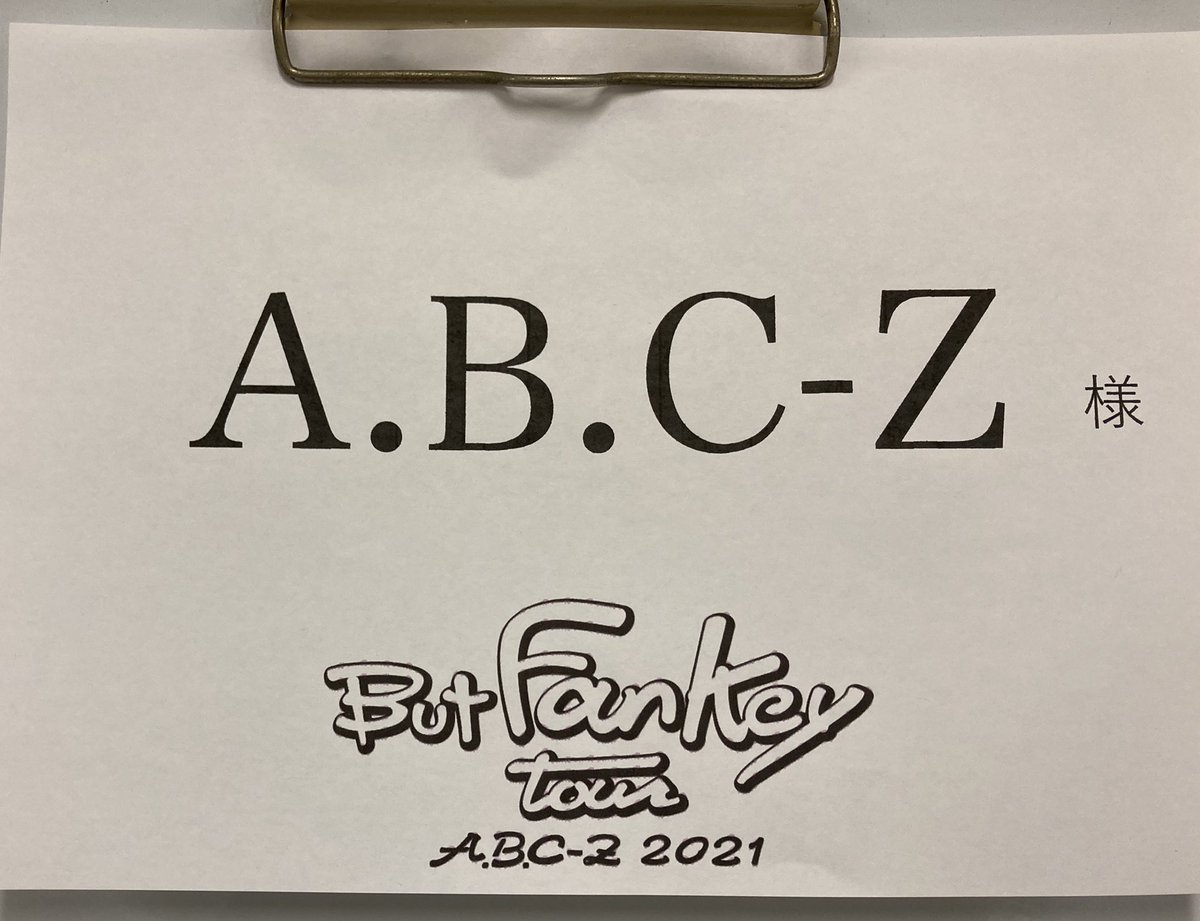 A.B.C-Z 様
But FanKey
tour
A.B.C-Z 2021